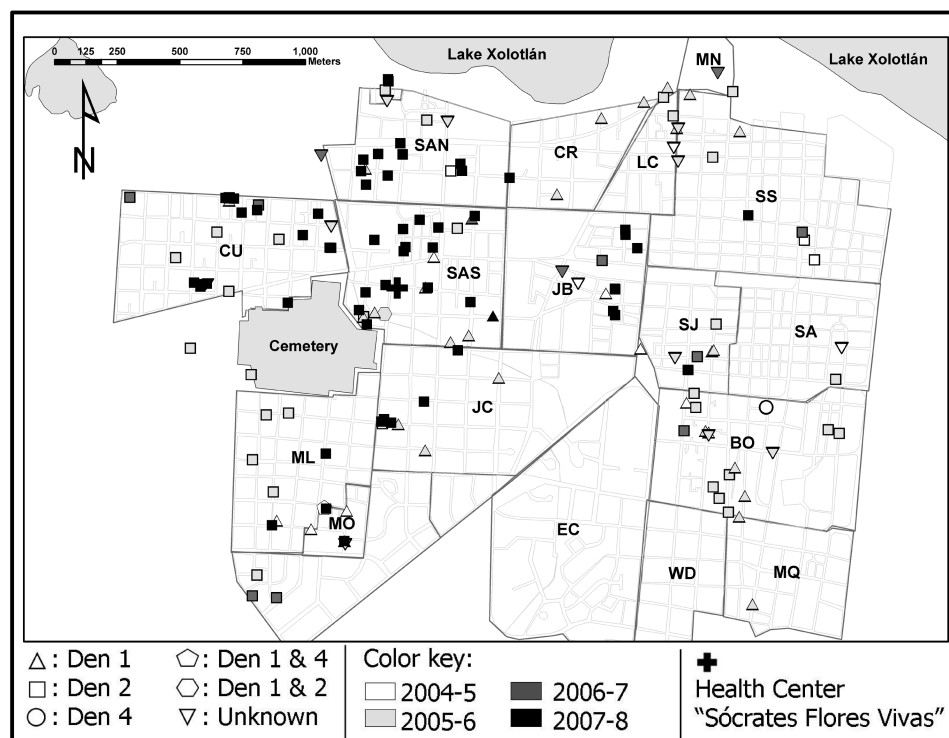 Lake Xolotlán
MN
Lake Xolotlán
0 125 250 500 750 1,000
Meters
N
SAN
CR
LC
SS
CU
SAS
JB
SJ
SA
Cemetery
JC
BO
ML
MO
EC
WD
MQ
: Den 1
: Den 2
: Den 4
: Den 1 & 4
: Den 1 & 2
: Unknown
Color key:
2004-5
2005-6
2006-7
2007-8
Health Center
“Sócrates Flores Vivas”